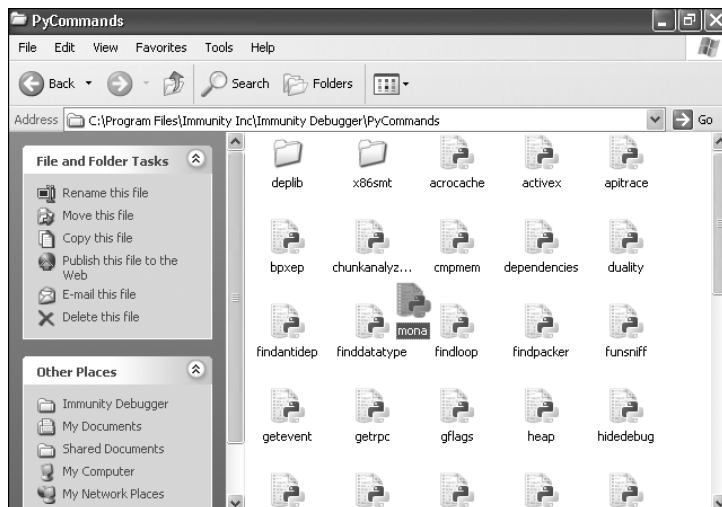 PyCommands
File Edit View Favorites Tools Help
Back Search Folders
Address C:\Program Files\Immunity Inc\Immunity Debugger\PyCommands Go
File and Folder Tasks
Rename this file
Move this file
Copy this file
Publish this file to the
Web
E-mail this file
Delete this file
Other Places
Immunity Debugger
My Documents
Shared Documents
My Computer
My Network Places
deplib x86smt acrocache activex apitrace
bpxep chunkanalyz... cmpmem dependencies duality
mona
findantidep finddatatype findloop findpacker funsniff
getevent getrpc gflags heap hidedebug